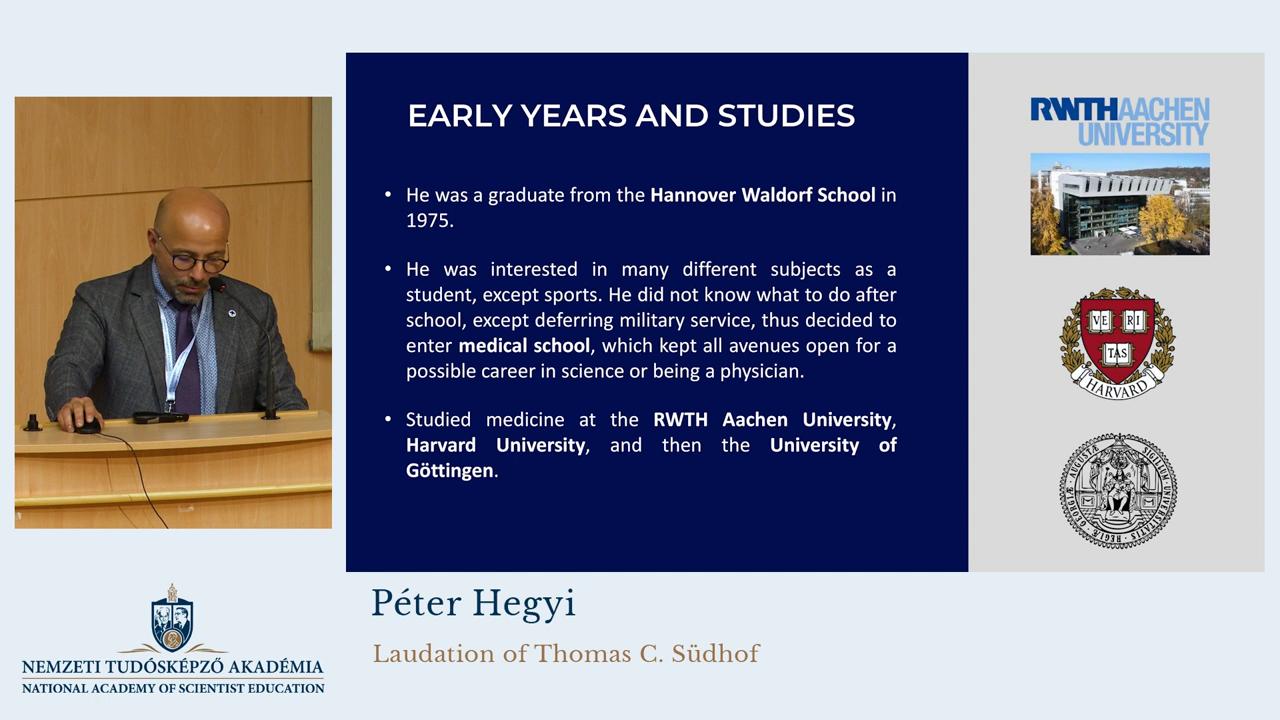 EARLY YEARS AND STUDIES
• He was a graduate from the Hannover Waldorf School in
1975.
• He was interested in many different subjects as a
student, except sports. He did not know what to do after
school, except deferring military service, thus decided to
enter medical school, which kept all avenues open for a
possible career in science or being a physician.
• Studied medicine at the RWTH Aachen University,
Harvard University, and then the University of
Göttingen.
RWTHAACHEN
UNIVERSITY
VE RI
TAS
HARVARD
Péter Hegyi
Laudation of Thomas C. Südhof
NEMZETI TUDÓSKÉPZŐ AKADÉMIA
NATIONAL ACADEMY OF SCIENTIST EDUCATION